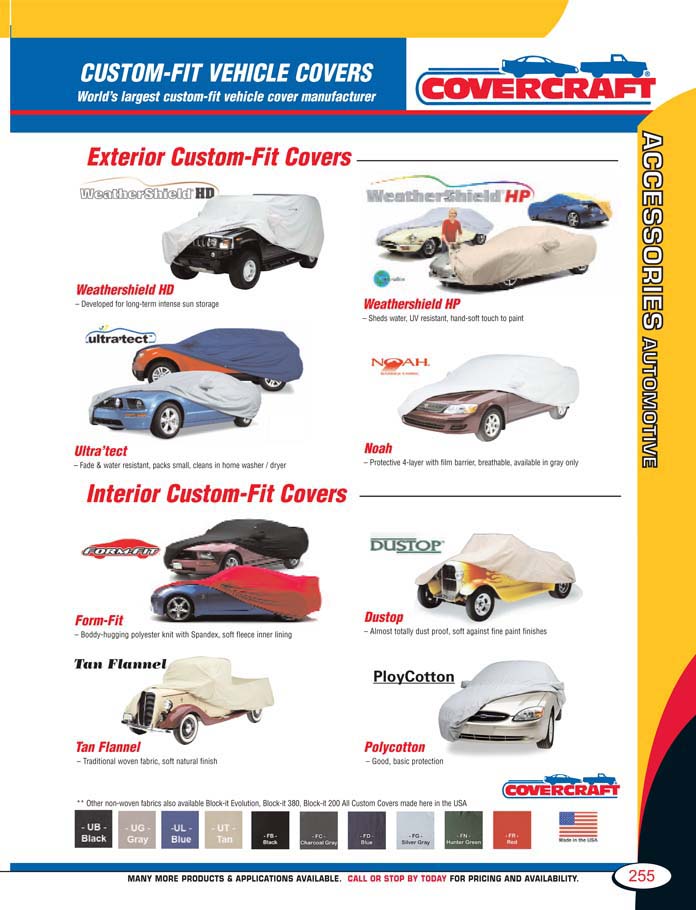 CUSTOM-FIT VEHICLE COVERS
World's largest custom-fit vehicle cover manufacturer
COVERCRAFT®
ACCESSORIES AUTOMOTIVE
Exterior Custom-Fit Covers
WeatherShield® HD
Weathershield HD
– Developed for long-term intense sun storage
WeatherShield® HP
Weathershield HP
– Sheds water, UV resistant, hand-soft touch to paint
ultra'tect
Ultra'tect
– Fade & water resistant, packs small, cleans in home washer / dryer
NOAH®
Noah
– Protective 4-layer with film barrier, breathable, available in gray only
Interior Custom-Fit Covers
FORM-FIT
Form-Fit
– Boddy-hugging polyester knit with Spandex, soft fleece inner lining
DUSTOP®
Dustop
– Almost totally dust proof, soft against fine paint finishes
Tan Flannel
Tan Flannel
– Traditional woven fabric, soft natural finish
PloyCotton
Polycotton
– Good, basic protection
COVERCRAFT
** Other non-woven fabrics also available Block-it Evolution, Block-it 380, Block-it 200 All Custom Covers made here in the USA
- UB - Black
- UG - Gray
-UL - Blue
- UT - Tan
- FB - Black
- FC - Charcoal Gray
- FD - Blue
- FG - Silver Gray
- FN - Hunter Green
- FR - Red
Made in the USA
MANY MORE PRODUCTS & APPLICATIONS AVAILABLE. CALL OR STOP BY TODAY FOR PRICING AND AVAILABILITY.
255